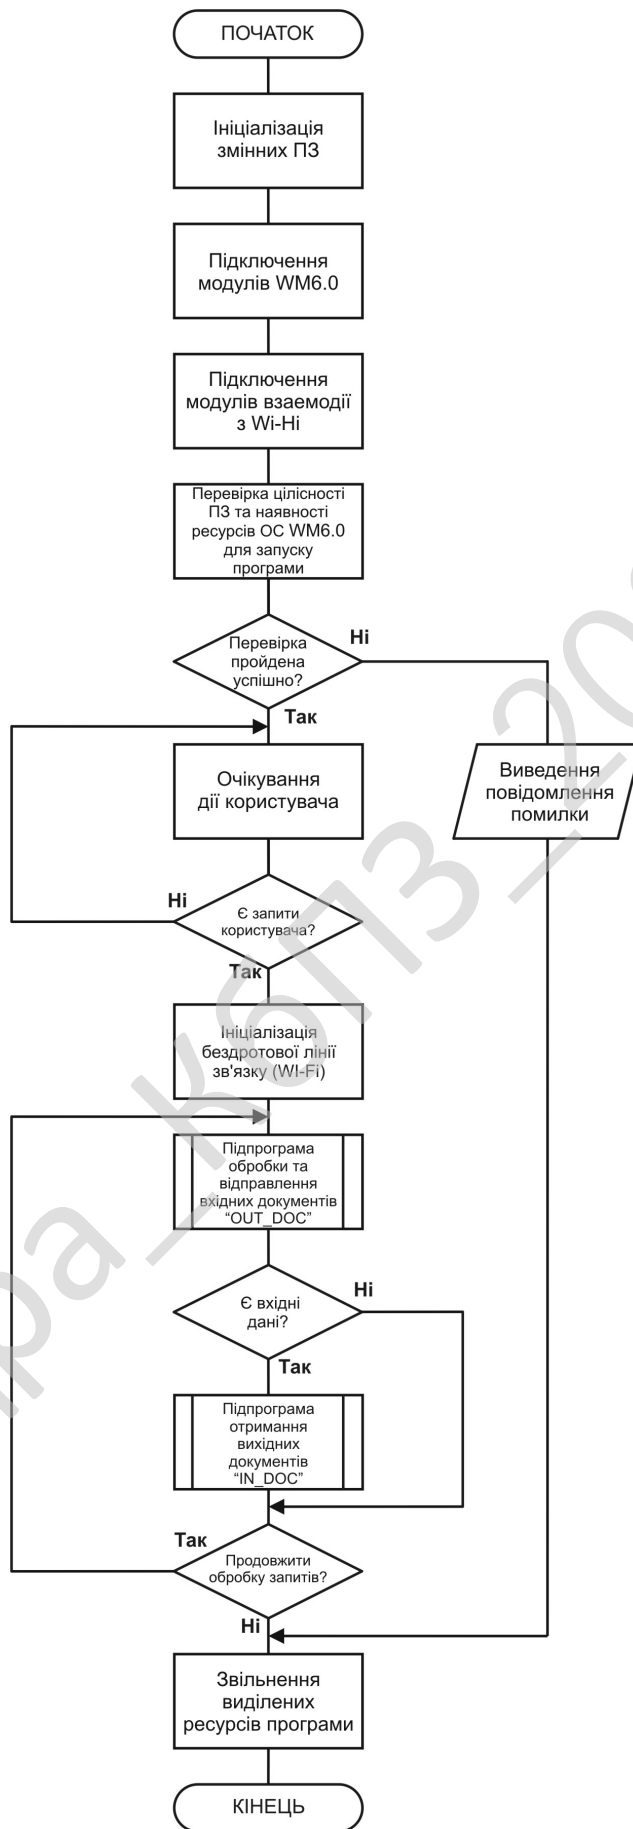 ПОЧАТОК
Ініціалізація
змінних ПЗ
Підключення
модулів WM6.0
Підключення
модулів взаемодії
з Wi-Hi
Перевірка цілісності
ПЗ та наявності
ресурсів ОС WM6.0
для запуску
програми
Ні
Перевірка
пройдена
успішно?
Так
Очікування
дії користувача
Виведення
повідомлення
помилки
Ні
Є запити
користувача?
Так
Ініціалізація
бездротової лінії
зв'язку (WI-Fi)
Підпрограма
обробки та
відправлення
вхідних документів
“OUT_DOC”
Ні
Є вхідні
дані?
Так
Підпрограма
отримання
вихідних
документів
“IN_DOC”
Так
Продовжити
обробку запитів?
Ні
Звільнення
виділених
ресурсів програми
КІНЕЦЬ